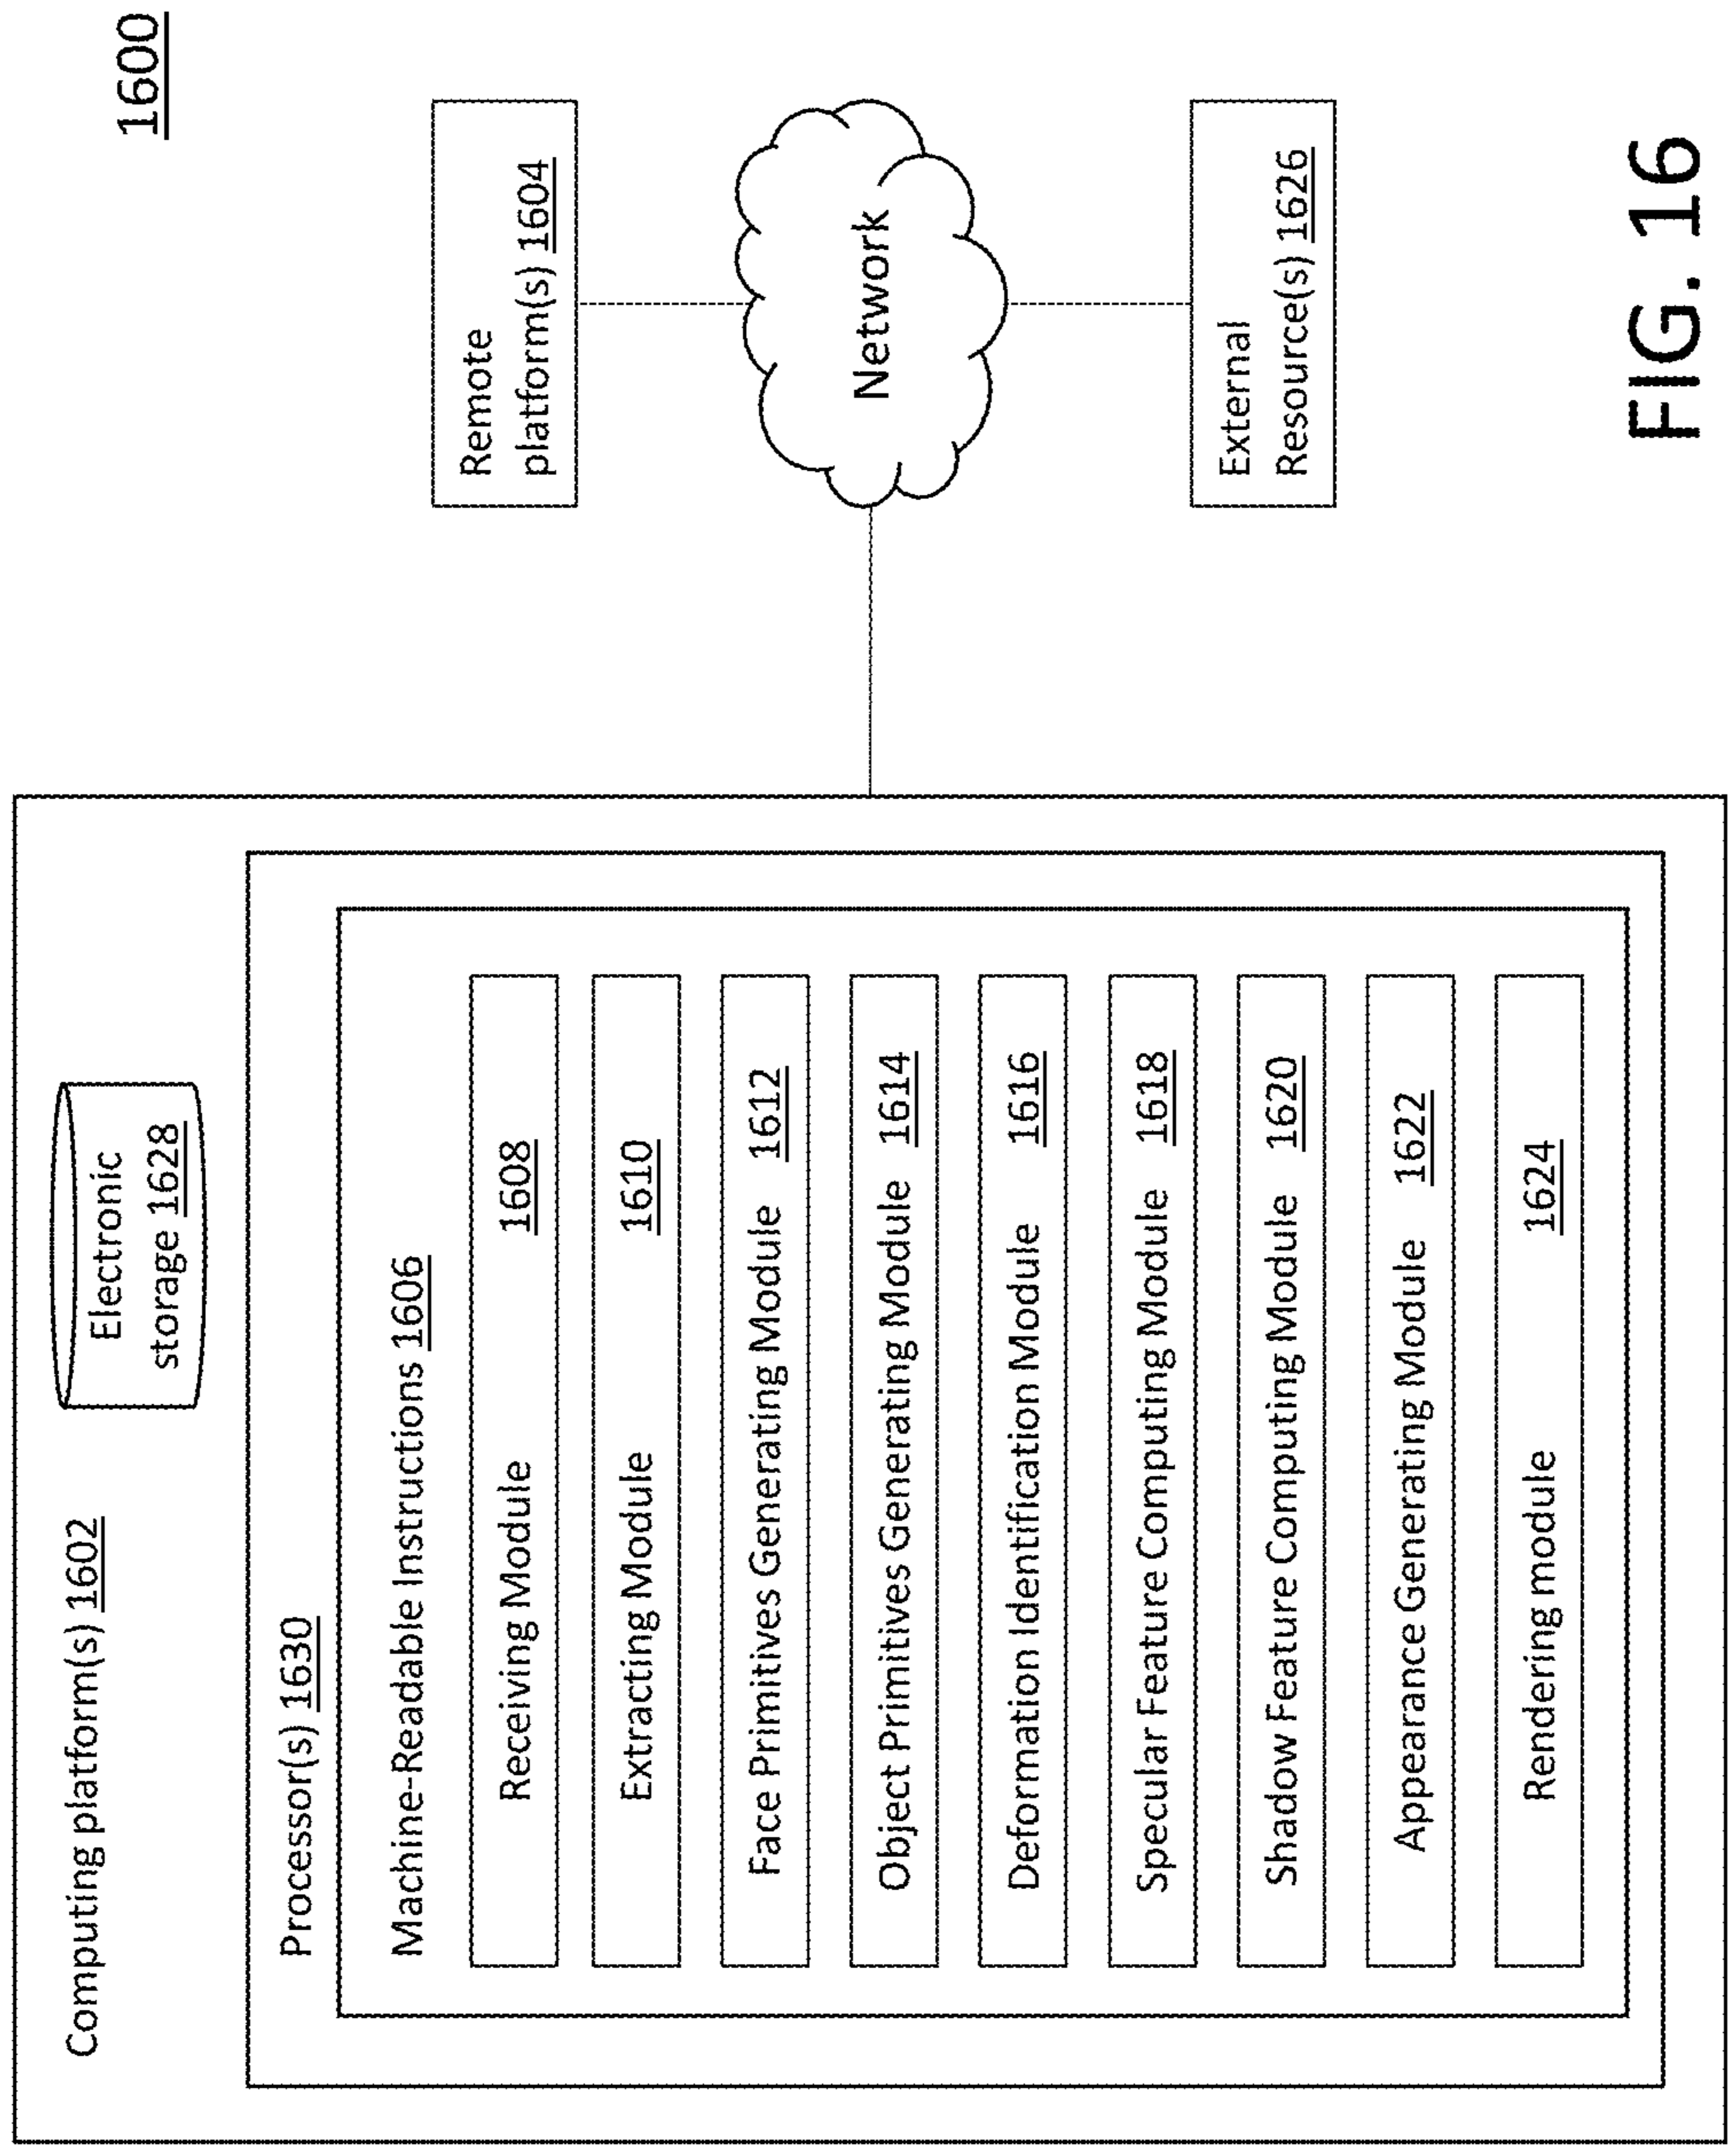 1600
Computing platform(s) 1602
Electronic
storage 1628
Processor(s) 1630
Machine-Readable Instructions 1606
Receiving Module 1608
Extracting Module 1610
Face Primitives Generating Module 1612
Object Primitives Generating Module 1614
Deformation Identification Module 1616
Specular Feature Computing Module 1618
Shadow Feature Computing Module 1620
Appearance Generating Module 1622
Rendering module 1624
Remote
platform(s) 1604
Network
External
Resource(s) 1626
FIG. 16